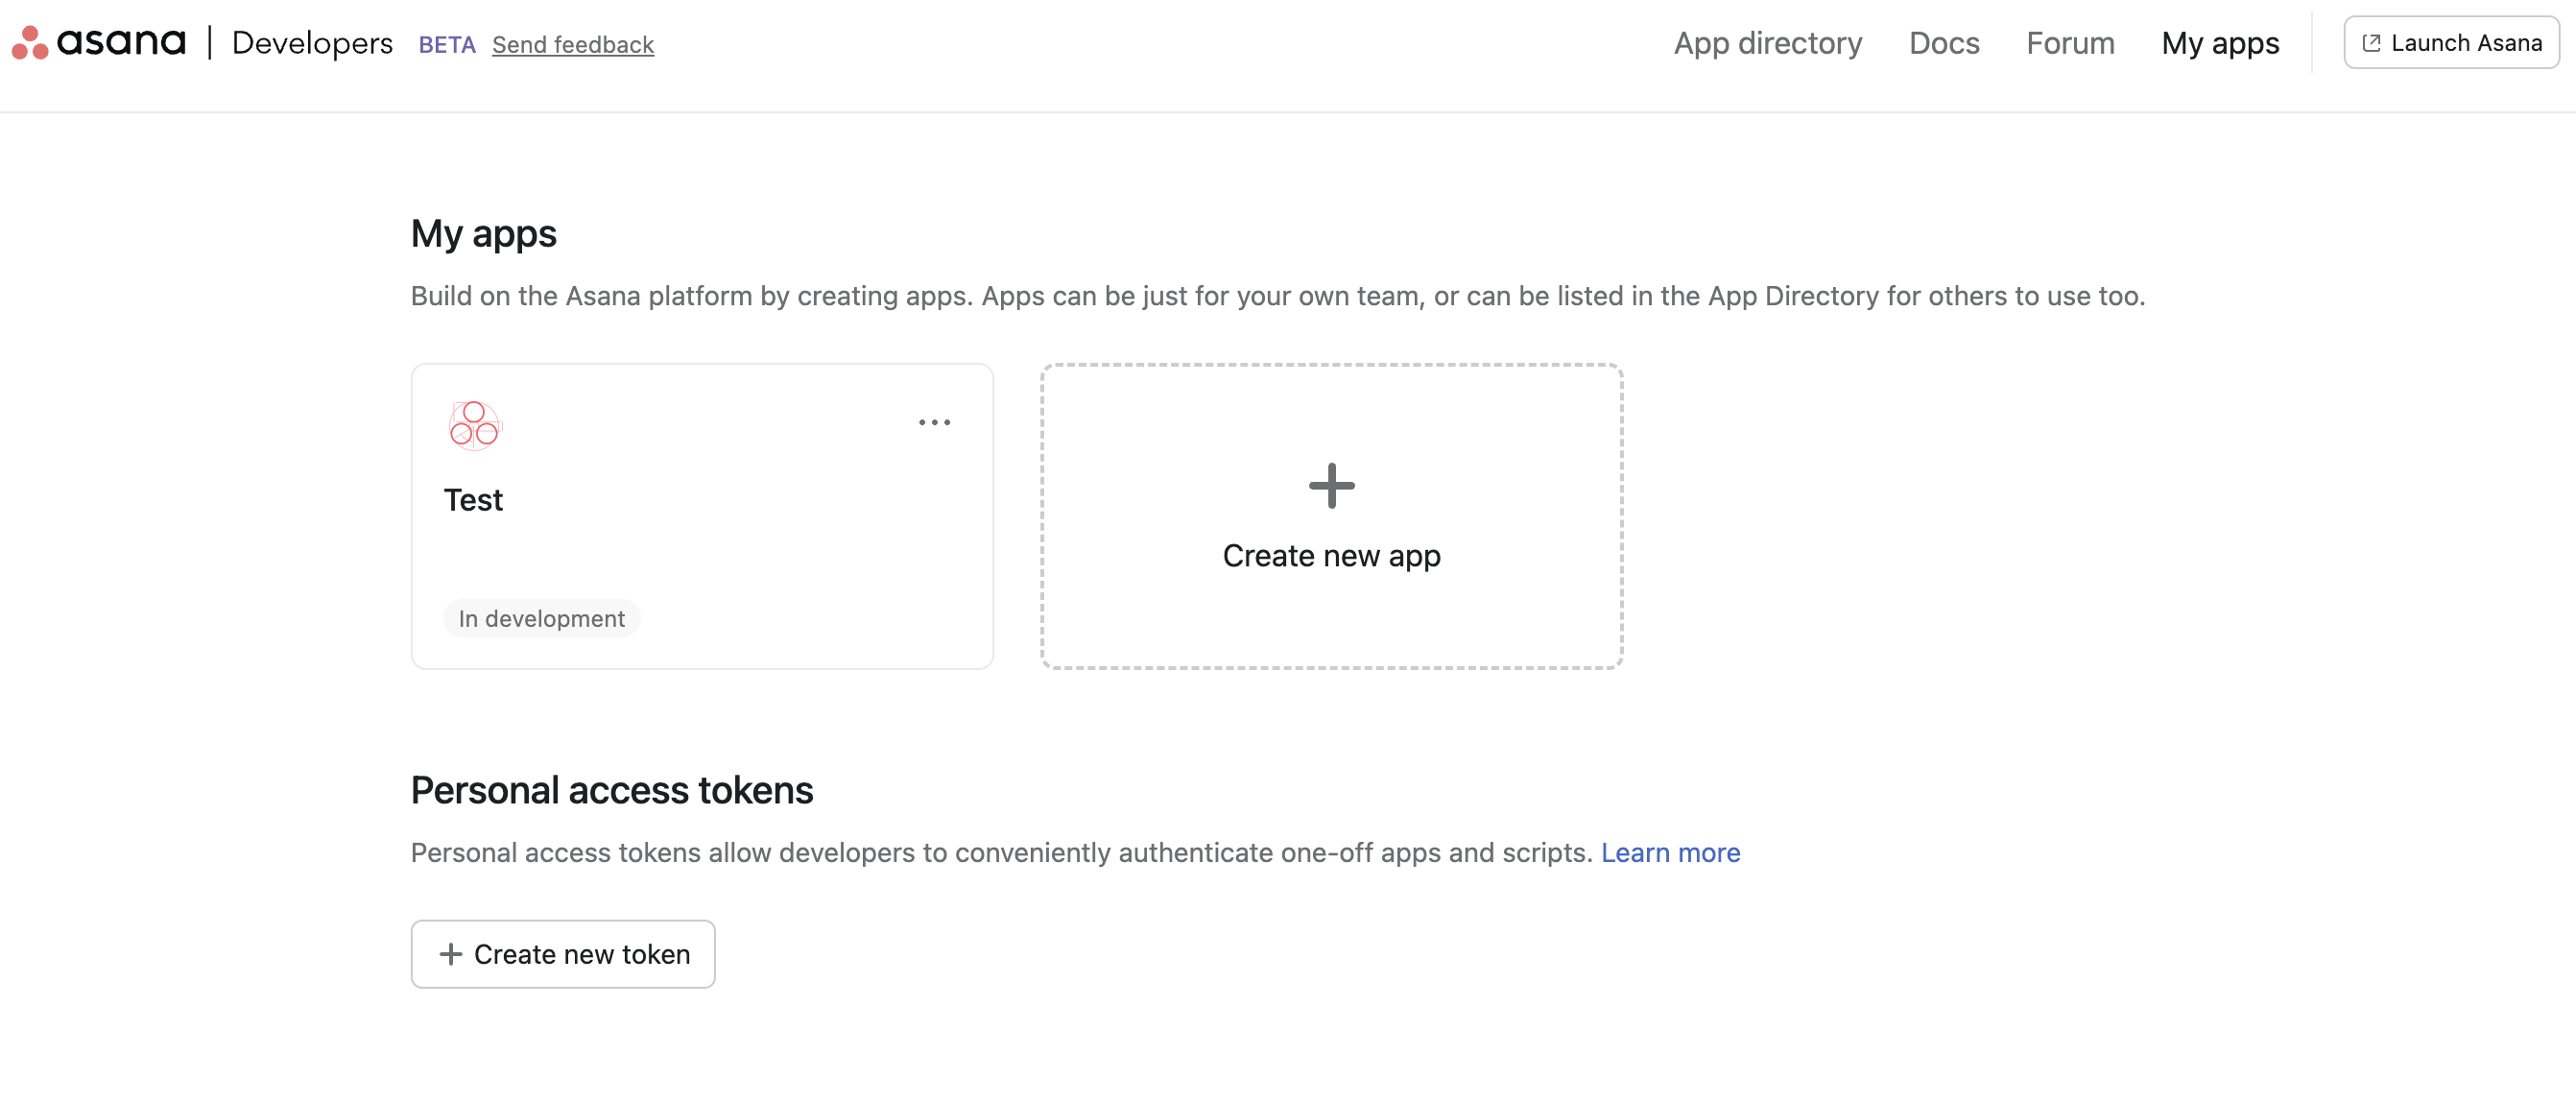 asana | Developers BETA Send feedback App directory Docs Forum My apps Launch Asana
My apps
Build on the Asana platform by creating apps. Apps can be just for your own team, or can be listed in the App Directory for others to use too.
Test
In development
Create new app
Personal access tokens
Personal access tokens allow developers to conveniently authenticate one-off apps and scripts. Learn more
+ Create new token